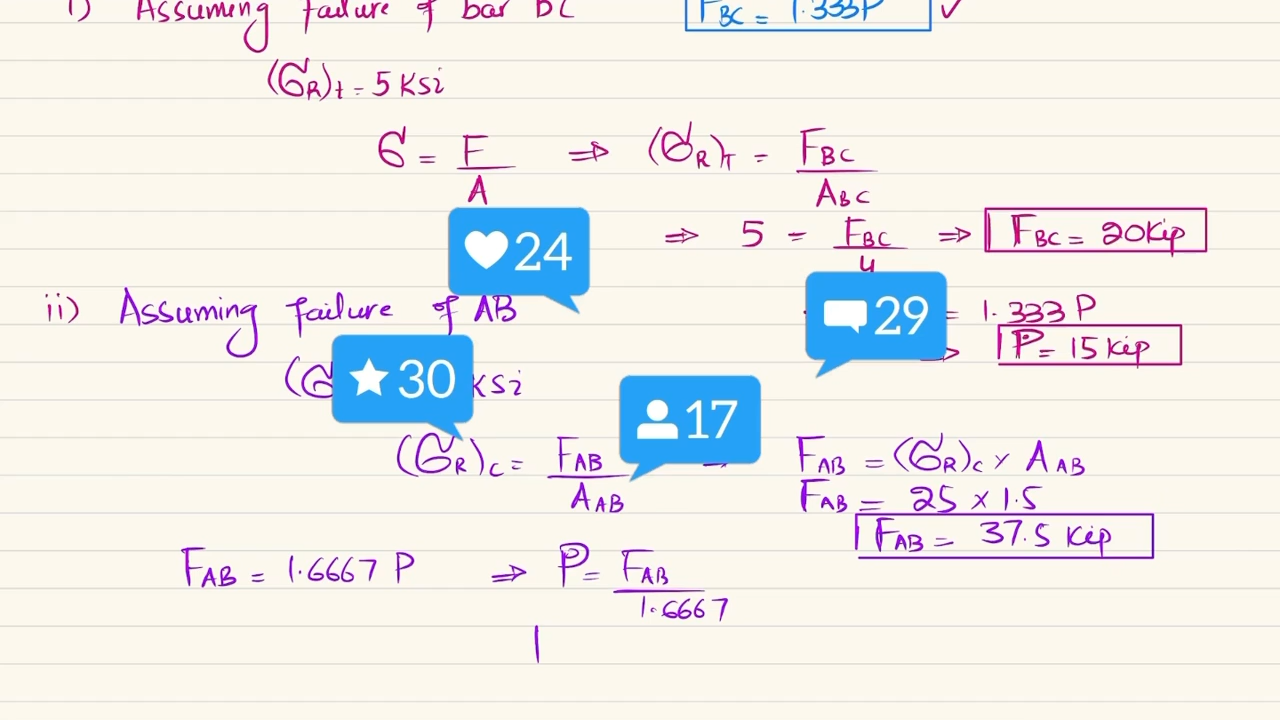 i) Assuming failure of bar BC F_BC = 1.333P ✓
(σ_R)_t = 5 Ksi
σ = F/A ⇒ (σ_R)_T = F_BC/A_BC
⇒ 5 = F_BC/4 ⇒ F_BC = 20Kip
24
ii) Assuming failure of AB
29
= 1.333 P
⇒ P = 15 Kip
30
Ksi
17
(σ_R)_C = F_AB/A_AB ⇒ F_AB = (σ_R)_C × A_AB
F_AB = 25 × 1.5
F_AB = 37.5 Kip
F_AB = 1.6667 P ⇒ P = F_AB/1.6667